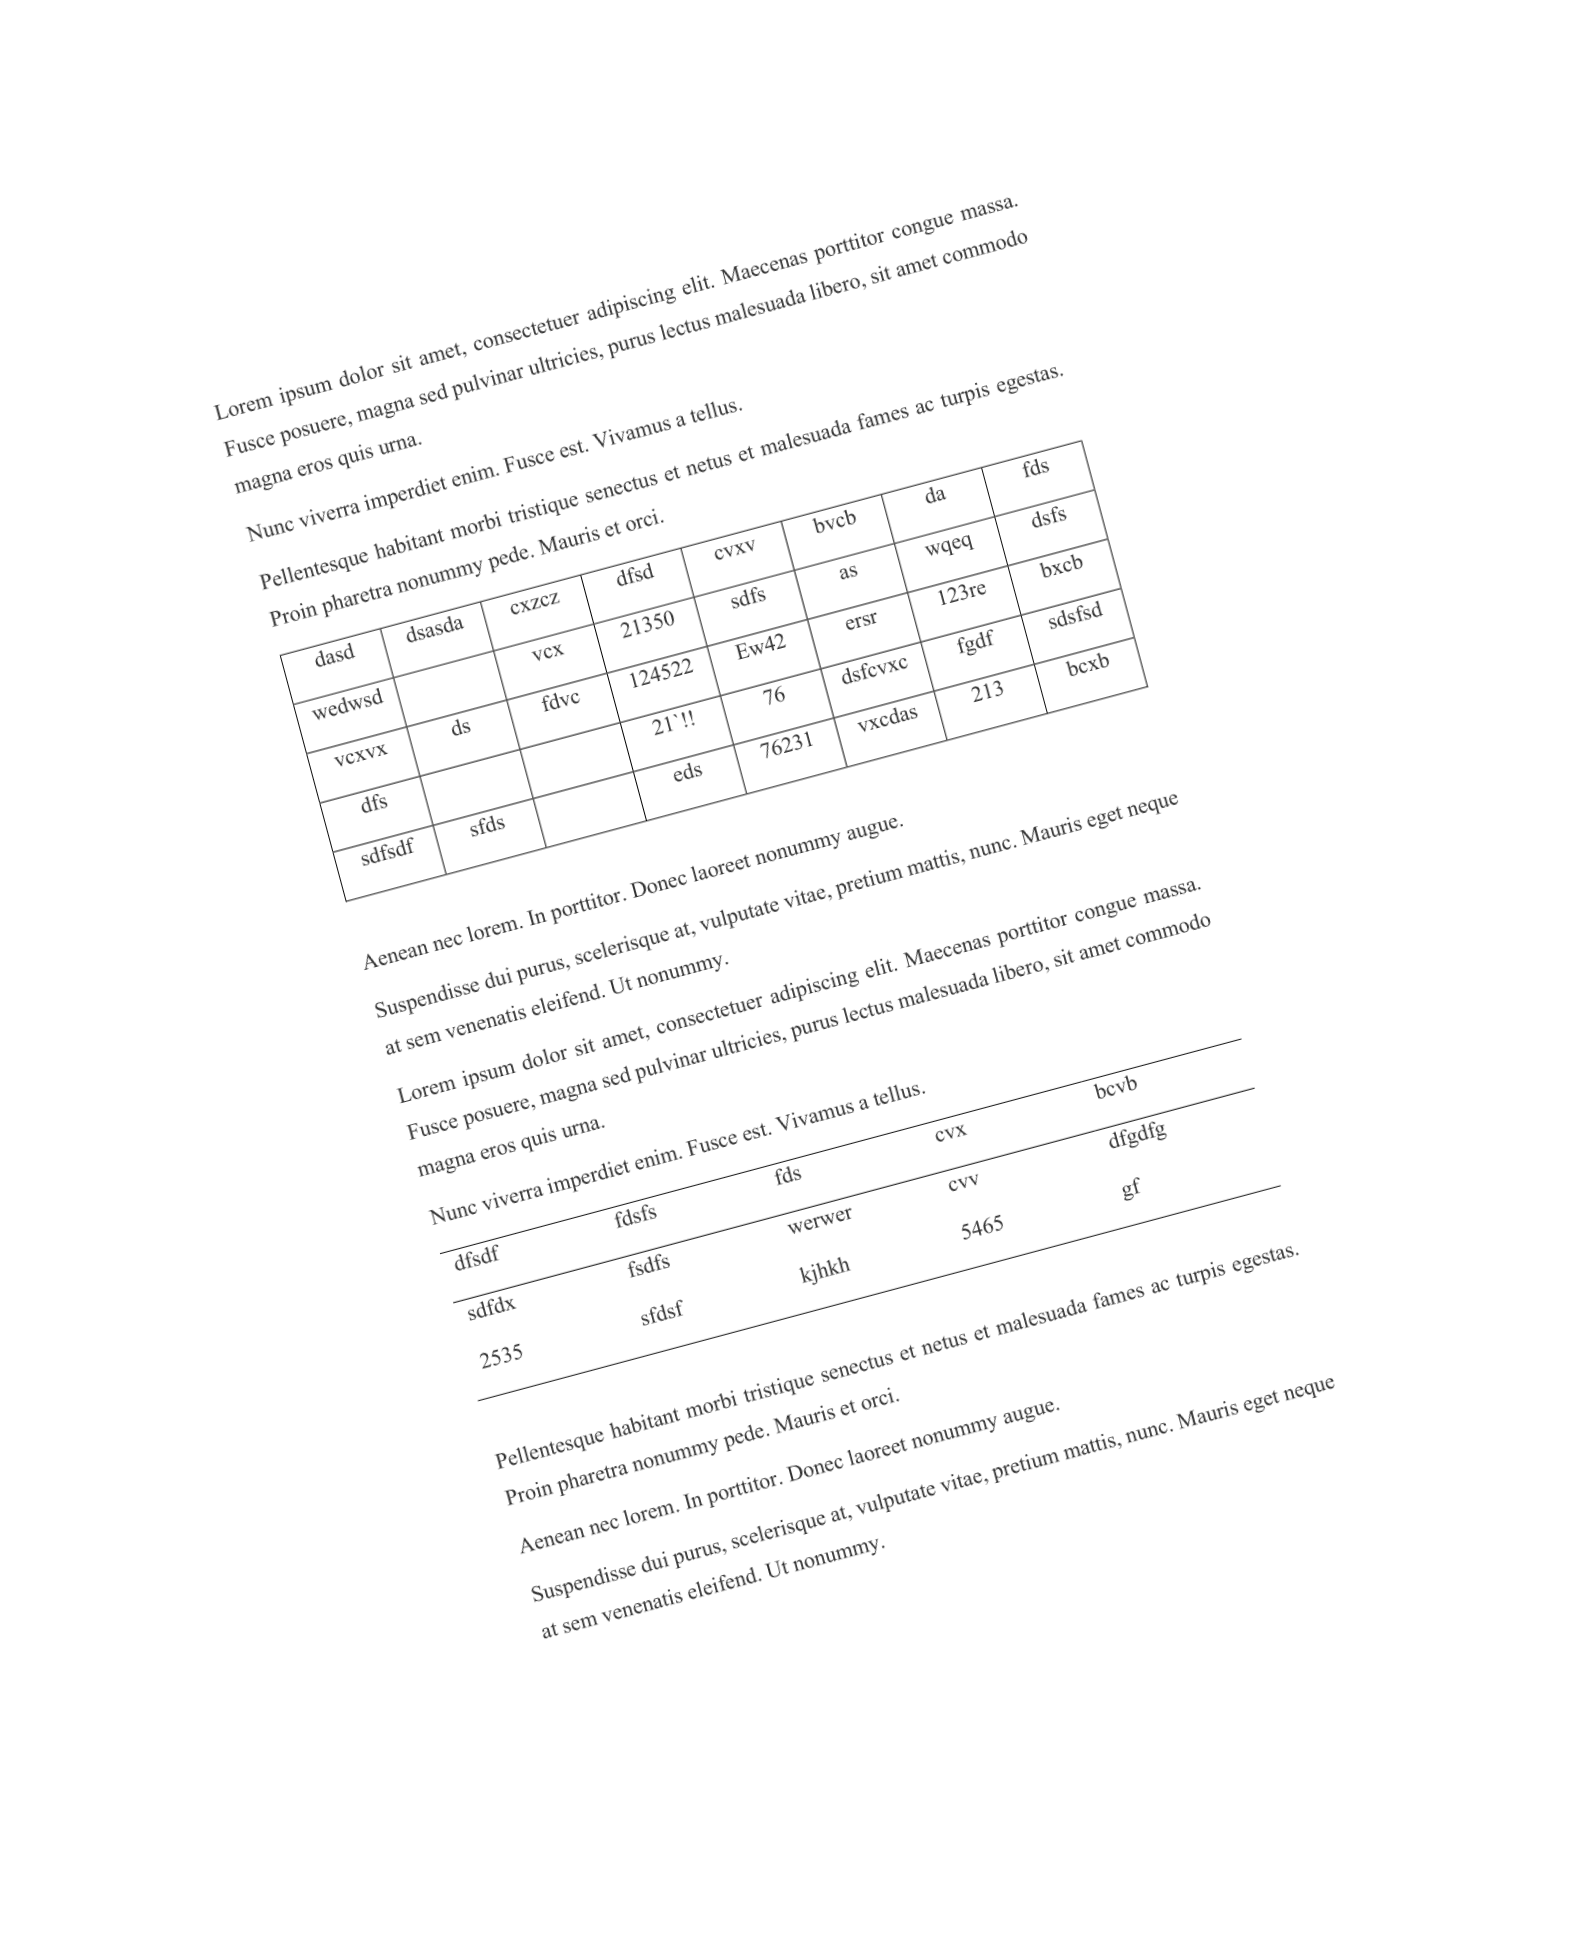 Lorem ipsum dolor sit amet, consectetuer adipiscing elit. Maecenas porttitor congue massa.
Fusce posuere, magna sed pulvinar ultricies, purus lectus malesuada libero, sit amet commodo
magna eros quis urna.
Nunc viverra imperdiet enim. Fusce est. Vivamus a tellus.
Pellentesque habitant morbi tristique senectus et netus et malesuada fames ac turpis egestas.
Proin pharetra nonummy pede. Mauris et orci.
dasd dsasda cxzcz dfsd cvxv bvcb da fds
wedwsd vcx 21350 sdfs as wqeq dsfs
vcxvx ds fdvc 124522 Ew42 ersr 123re bxcb
dfs 21`!! 76 dsfcvxc fgdf sdsfsd
sdfsdf sfds eds 76231 vxcdas 213 bcxb
Aenean nec lorem. In porttitor. Donec laoreet nonummy augue.
Suspendisse dui purus, scelerisque at, vulputate vitae, pretium mattis, nunc. Mauris eget neque
at sem venenatis eleifend. Ut nonummy.
Lorem ipsum dolor sit amet, consectetuer adipiscing elit. Maecenas porttitor congue massa.
Fusce posuere, magna sed pulvinar ultricies, purus lectus malesuada libero, sit amet commodo
magna eros quis urna.
Nunc viverra imperdiet enim. Fusce est. Vivamus a tellus.
dfsdf fdsfs fds cvx bcvb
sdfdx fsdfs werwer cvv dfgdfg
2535 sfdsf kjhkh 5465 gf
Pellentesque habitant morbi tristique senectus et netus et malesuada fames ac turpis egestas.
Proin pharetra nonummy pede. Mauris et orci.
Aenean nec lorem. In porttitor. Donec laoreet nonummy augue.
Suspendisse dui purus, scelerisque at, vulputate vitae, pretium mattis, nunc. Mauris eget neque
at sem venenatis eleifend. Ut nonummy.